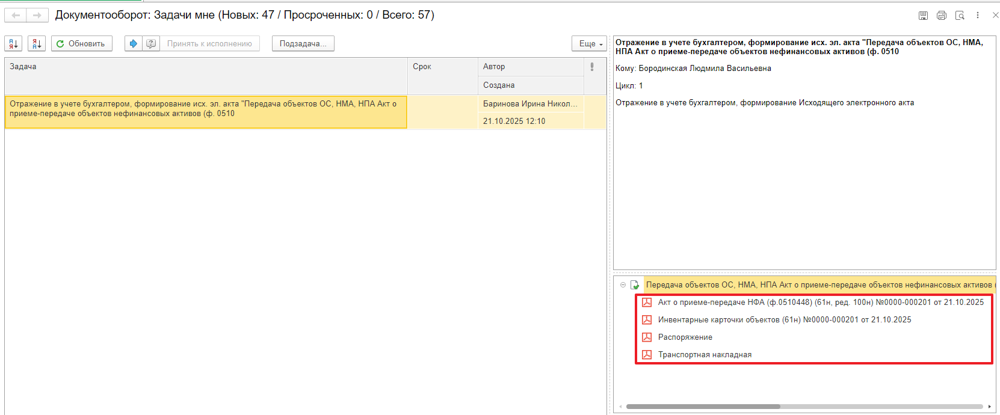 Документооборот: Задачи мне (Новых: 47 / Просроченных: 0 / Всего: 57)
Обновить
Принять к исполнению
Подзадача...
Еще
Задача
Срок
Автор
Создана
Отражение в учете бухгалтером, формирование исх. эл. акта "Передача объектов ОС, НМА, НПА Акт о
приеме-передаче объектов нефинансовых активов (ф. 0510
Баринова Ирина Никол...
21.10.2025 12:10
Отражение в учете бухгалтером, формирование исх. эл. акта "Передача объектов ОС, НМА,
НПА Акт о приеме-передаче объектов нефинансовых активов (ф. 0510
Кому: Бородинская Людмила Васильевна
Цикл: 1
Отражение в учете бухгалтером, формирование Исходящего электронного акта
Передача объектов ОС, НМА, НПА Акт о приеме-передаче объектов нефинансовых активов (
Акт о приеме-передаче НФА (ф.0510448) (61н, ред. 100н) №0000-000201 от 21.10.2025
Инвентарные карточки объектов (61н) №0000-000201 от 21.10.2025
Распоряжение
Транспортная накладная